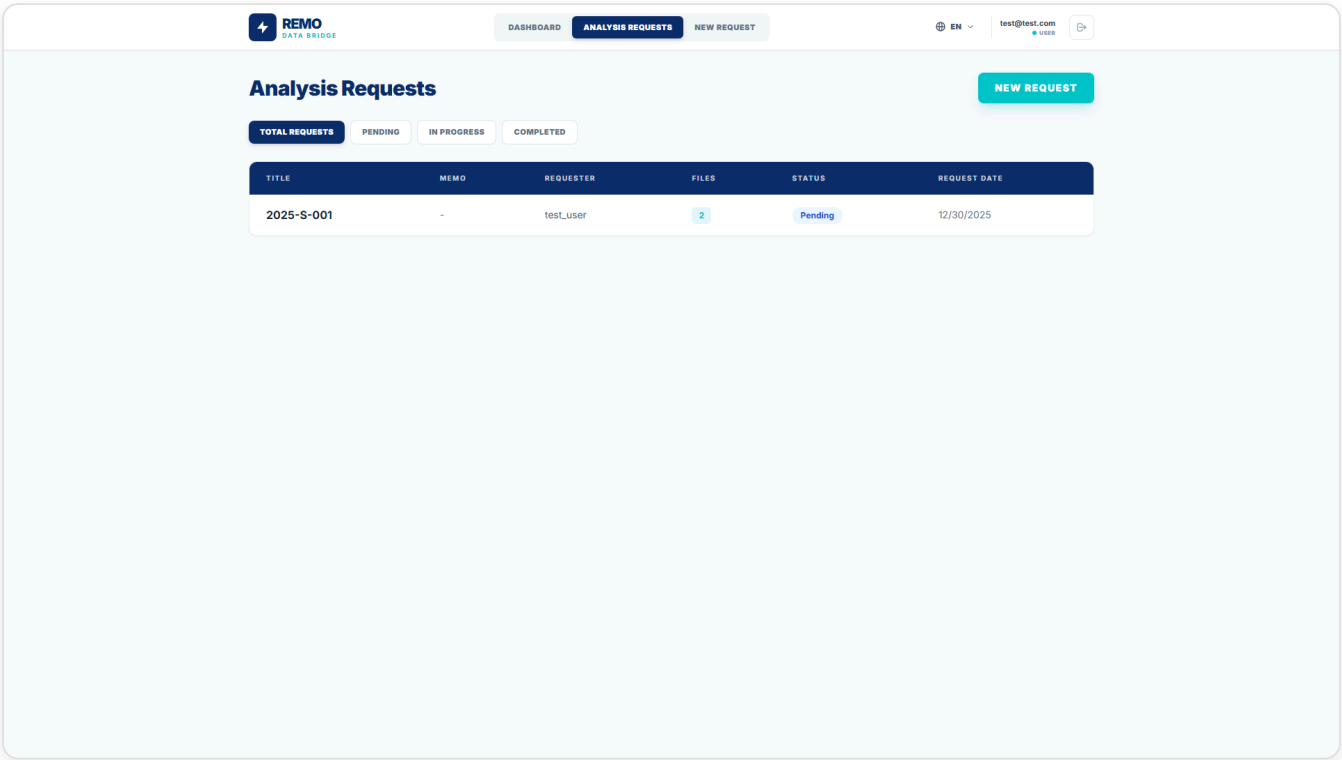 REMO
DATA BRIDGE
DASHBOARD
ANALYSIS REQUESTS
NEW REQUEST
EN
test@test.com
USER
Analysis Requests
NEW REQUEST
TOTAL REQUESTS
PENDING
IN PROGRESS
COMPLETED
TITLE MEMO REQUESTER FILES STATUS REQUEST DATE
2025-S-001 - test_user 2 Pending 12/30/2025